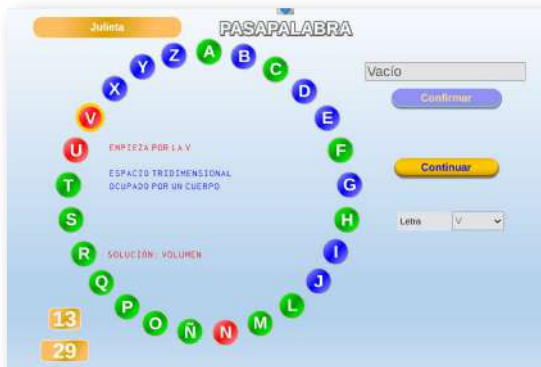 Julieta
PASAPALABRA
A
B
C
D
E
F
G
H
I
J
L
M
N
Ñ
O
P
Q
R
S
T
U
V
X
Y
Z
EMPIEZA POR LA V
ESPACIO TRIDIMENSIONAL
OCUPADO POR UN CUERPO
SOLUCIÓN: VOLUMEN
Vacío
Confirmar
Continuar
Letra V
13
29